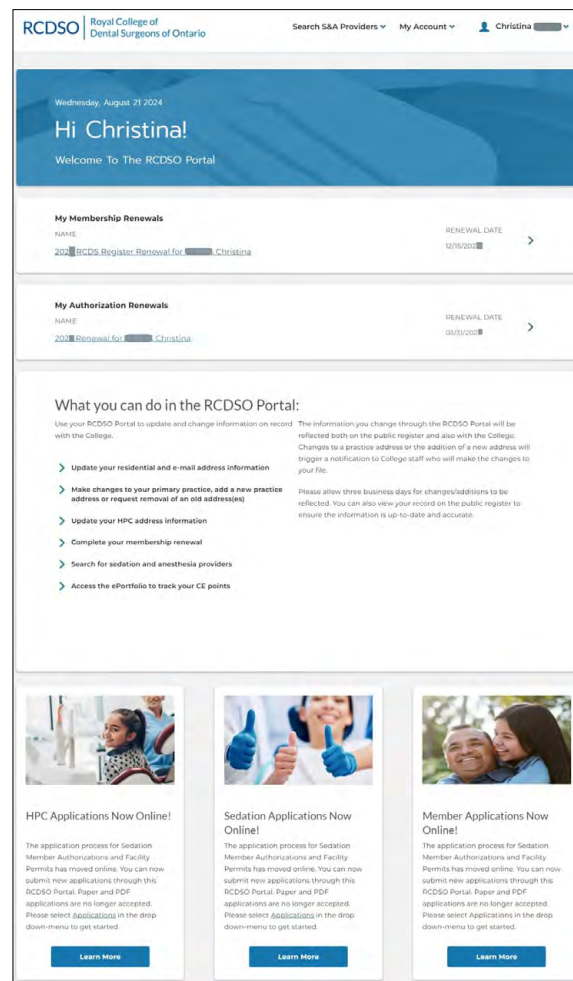 RCDSO
Royal College of
Dental Surgeons of Ontario
Search S&A Providers
My Account
Christina
Wednesday, August 21 2024
Hi Christina!
Welcome To The RCDSO Portal
My Membership Renewals
NAME
RENEWAL DATE
202 RCDS Register Renewal for , Christina
12/15/202
My Authorization Renewals
NAME
RENEWAL DATE
202 Renewal for , Christina
03/31/202
What you can do in the RCDSO Portal:
Use your RCDSO Portal to update and change information on record
with the College.
Update your residential and e-mail address information
Make changes to your primary practice, add a new practice
address or request removal of an old address(es)
Update your HPC address information
Complete your membership renewal
Search for sedation and anesthesia providers
Access the ePortfolio to track your CE points
The information you change through the RCDSO Portal will be
reflected both on the public register and also with the College.
Changes to a practice address or the addition of a new address will
trigger a notification to College staff who will make the changes to
your file.
Please allow three business days for changes/additions to be
reflected. You can also view your record on the public register to
ensure the information is up-to-date and accurate.
HPC Applications Now Online!
The application process for Sedation
Member Authorizations and Facility
Permits has moved online. You can now
submit new applications through this
RCDSO Portal. Paper and PDF
applications are no longer accepted.
Please select Applications in the drop
down-menu to get started.
Learn More
Sedation Applications Now
Online!
The application process for Sedation
Member Authorizations and Facility
Permits has moved online. You can now
submit new applications through this
RCDSO Portal. Paper and PDF
applications are no longer accepted.
Please select Applications in the drop
down-menu to get started.
Learn More
Member Applications Now
Online!
The application process for Sedation
Member Authorizations and Facility
Permits has moved online. You can now
submit new applications through this
RCDSO Portal. Paper and PDF
applications are no longer accepted.
Please select Applications in the drop
down-menu to get started.
Learn More